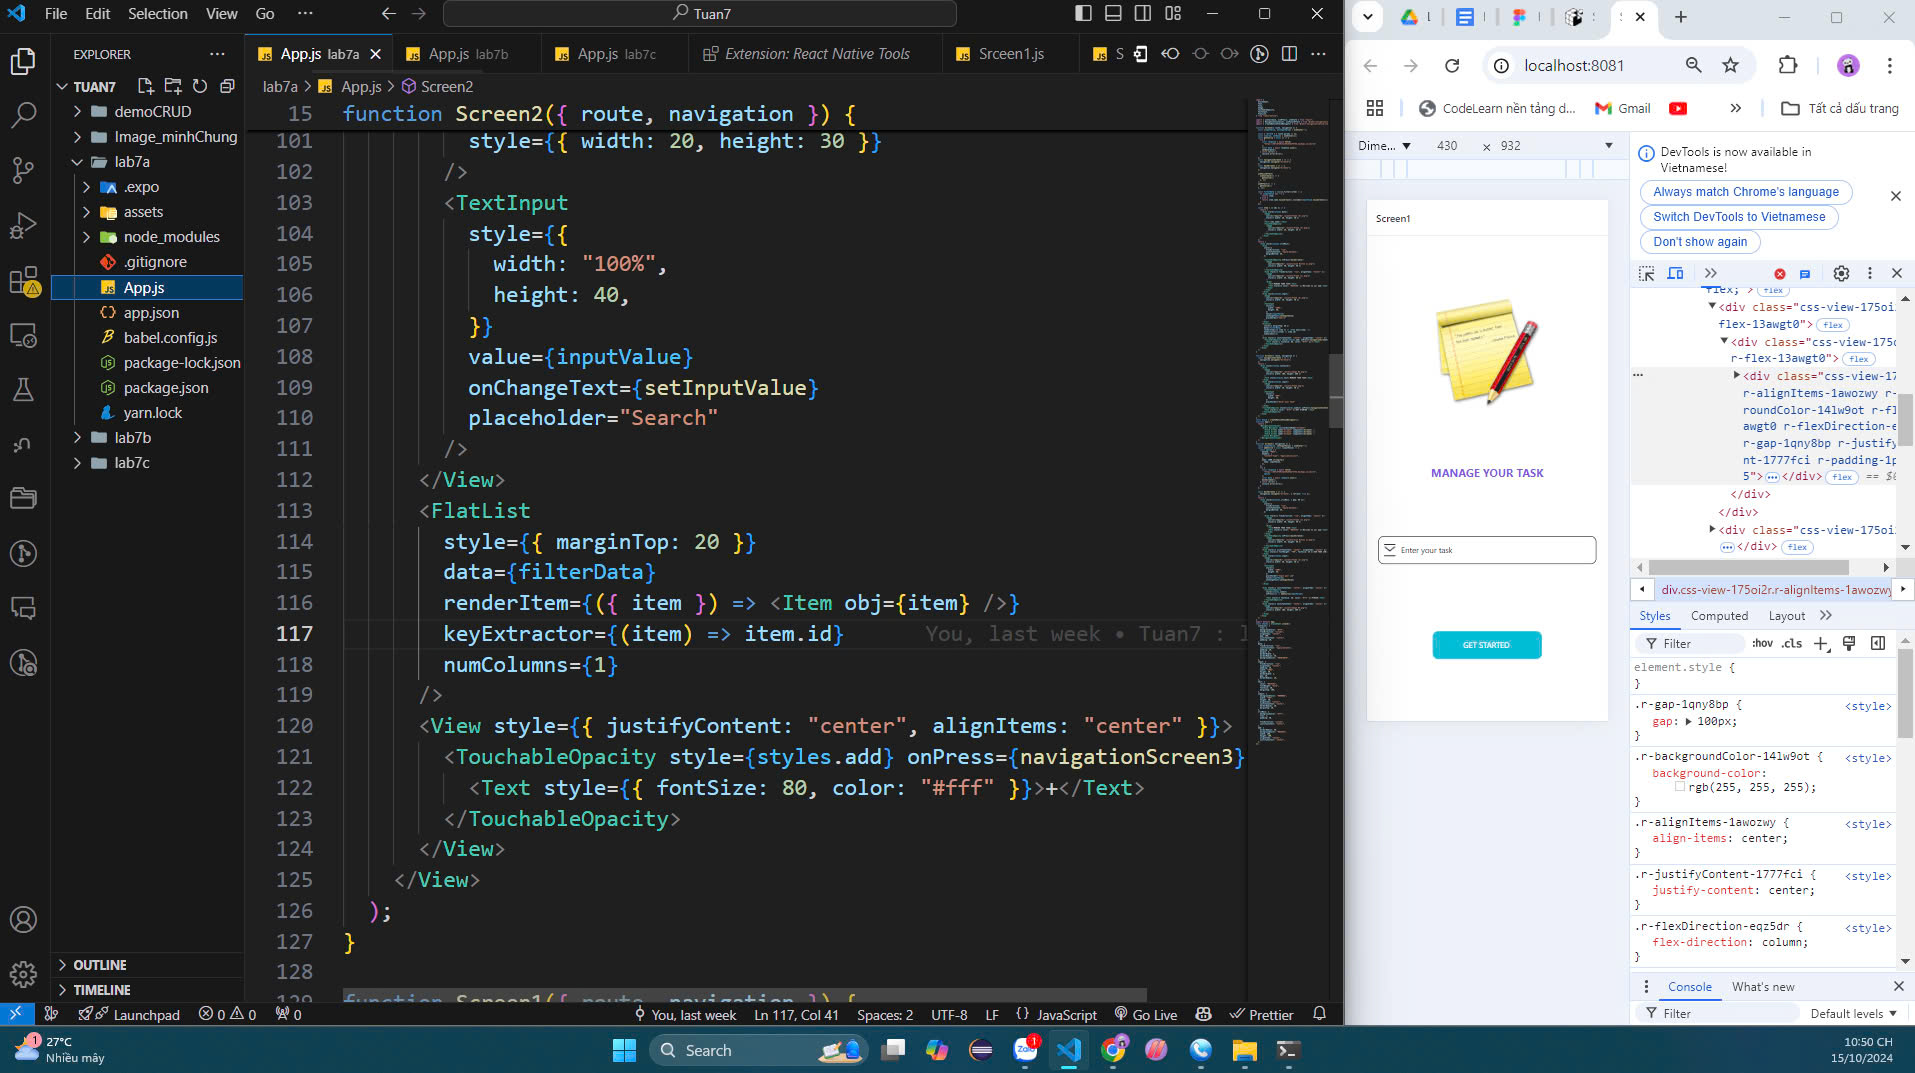 File Edit Selection View Go ··· Tuan7
EXPLORER ···
TUAN7
demoCRUD
Image_minhChung
lab7a
.expo
assets
node_modules
.gitignore
App.js
app.json
babel.config.js
package-lock.json
package.json
yarn.lock
lab7b
lab7c
OUTLINE
TIMELINE
App.js lab7a App.js lab7b App.js lab7c Extension: React Native Tools Srceen1.js S
lab7a > App.js > Screen2
15 function Screen2({ route, navigation }) {
101 style={{ width: 20, height: 30 }}
102 />
103 <TextInput
104 style={{
105 width: "100%",
106 height: 40,
107 }}
108 value={inputValue}
109 onChangeText={setInputValue}
110 placeholder="Search"
111 />
112 </View>
113 <FlatList
114 style={{ marginTop: 20 }}
115 data={filterData}
116 renderItem={({ item }) => <Item obj={item} />}
117 keyExtractor={(item) => item.id} You, last week • Tuan7 :
118 numColumns={1}
119 />
120 <View style={{ justifyContent: "center", alignItems: "center" }}>
121 <TouchableOpacity style={styles.add} onPress={navigationScreen3}
122 <Text style={{ fontSize: 80, color: "#fff" }}>+</Text>
123 </TouchableOpacity>
124 </View>
125 </View>
126 );
127 }
128
129 function Screen1({ route, navigation }) {
Launchpad 0 0 0 You, last week Ln 117, Col 41 Spaces: 2 UTF-8 LF {} JavaScript Go Live Prettier
localhost:8081
CodeLearn nền tảng d... Gmail » Tất cả dấu trang
Dime... ▼ 430 × 932 ▼
Screen1
MANAGE YOUR TASK
Enter your task
GET STARTED
DevTools is now available in
Vietnamese!
Always match Chrome's language
Switch DevTools to Vietnamese
Don't show again
flex; > flex
<div class="css-view-175oi
flex-13awgt0"> flex
<div class="css-view-175oi
r-flex-13awgt0"> flex
··· <div class="css-view-17
r-alignItems-1awozwy r-
roundColor-14lw9ot r-fl
awgt0 r-flexDirection-e
r-gap-1qny8bp r-justify
nt-1777fci r-padding-1p
5"> ··· </div> flex == $0
</div>
</div>
<div class="css-view-175oi
··· </div> flex
div.css-view-175oi2r.r-alignItems-1awozwy
Styles Computed Layout »
Filter :hov .cls
element.style {
}
.r-gap-1qny8bp { <style>
gap: 100px;
}
.r-backgroundColor-14lw9ot { <style>
background-color:
rgb(255, 255, 255);
}
.r-alignItems-1awozwy { <style>
align-items: center;
}
.r-justifyContent-1777fci { <style>
justify-content: center;
}
.r-flexDirection-eqz5dr { <style>
flex-direction: column;
}
Console What's new
Filter Default levels ▼
1
27°C
Nhiều mây
Search
Zalo 1
10:50 CH
15/10/2024